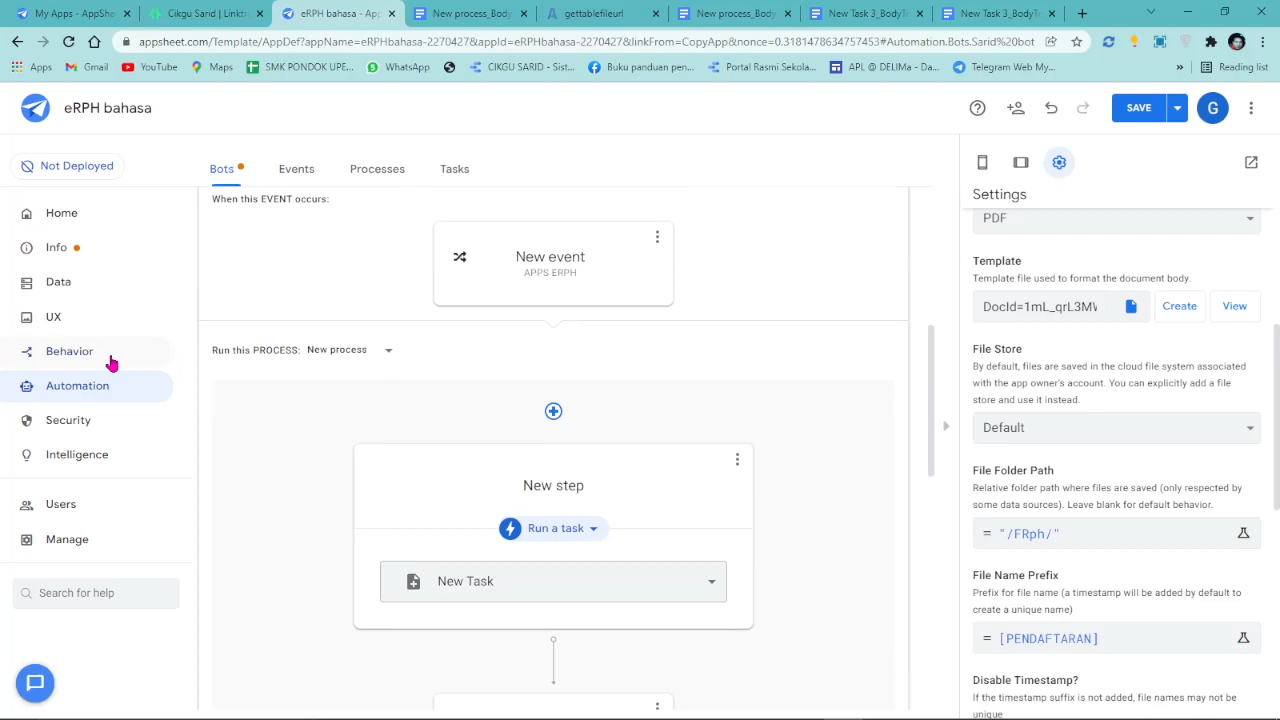 My Apps - AppSheet
Cikgu Sarid | Linktr
eRPH bahasa - App
New process_Body
gettablefileurl
New process_Body
New Task 3_BodyTe
New Task 3_BodyTe
appsheet.com/Template/AppDef?appName=eRPHbahasa-2270427&appId=eRPHbahasa-2270427&linkFrom=CopyApp&nonce=0.3181478634757453#Automation.Bots.Sarid%20bot
Apps
Gmail
YouTube
Maps
SMK PONDOK UPE...
WhatsApp
CIKGU SARID - Sist...
Buku panduan pen...
Portal Rasmi Sekola...
APL @ DELIMa - Da...
Telegram Web My...
»
Reading list
eRPH bahasa
SAVE
G
Not Deployed
Bots
Events
Processes
Tasks
Settings
Home
Info
Data
UX
Behavior
Automation
Security
Intelligence
Users
Manage
Search for help
When this EVENT occurs:
New event
APPS ERPH
Run this PROCESS: New process
New step
Run a task
New Task
PDF
Template
Template file used to format the document body.
DocId=1mL_qrL3M
Create
View
File Store
By default, files are saved in the cloud file system associated
with the app owner's account. You can explicitly add a file
store and use it instead.
Default
File Folder Path
Relative folder path where files are saved (only respected by
some data sources). Leave blank for default behavior.
= "/FRph/"
File Name Prefix
Prefix for file name (a timestamp will be added by default to
create a unique name)
= [PENDAFTARAN]
Disable Timestamp?
If the timestamp suffix is not added, file names may not be
unique